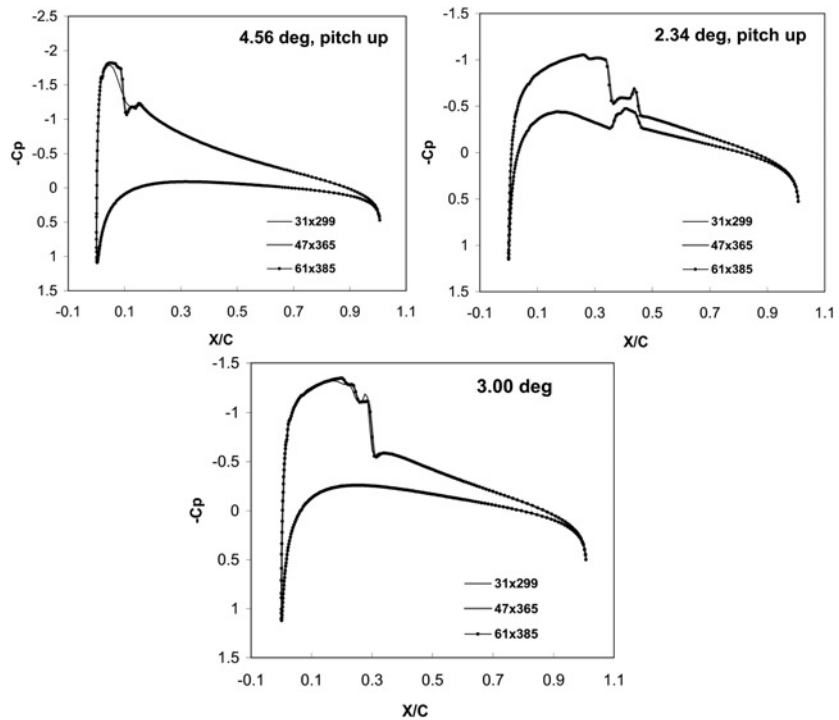 4.56 deg, pitch up
-2.5
-2
-1.5
-1
-0.5
0
0.5
1
1.5
-Cp
31x299
47x365
61x385
-0.1 0.1 0.3 0.5 0.7 0.9 1.1
X/C
2.34 deg, pitch up
-1.5
-1
-0.5
0
0.5
1
1.5
-Cp
31x299
47x365
61x385
-0.1 0.1 0.3 0.5 0.7 0.9 1.1
X/C
3.00 deg
-1.5
-1
-0.5
0
0.5
1
1.5
-Cp
31x299
47x365
61x385
-0.1 0.1 0.3 0.5 0.7 0.9 1.1
X/C